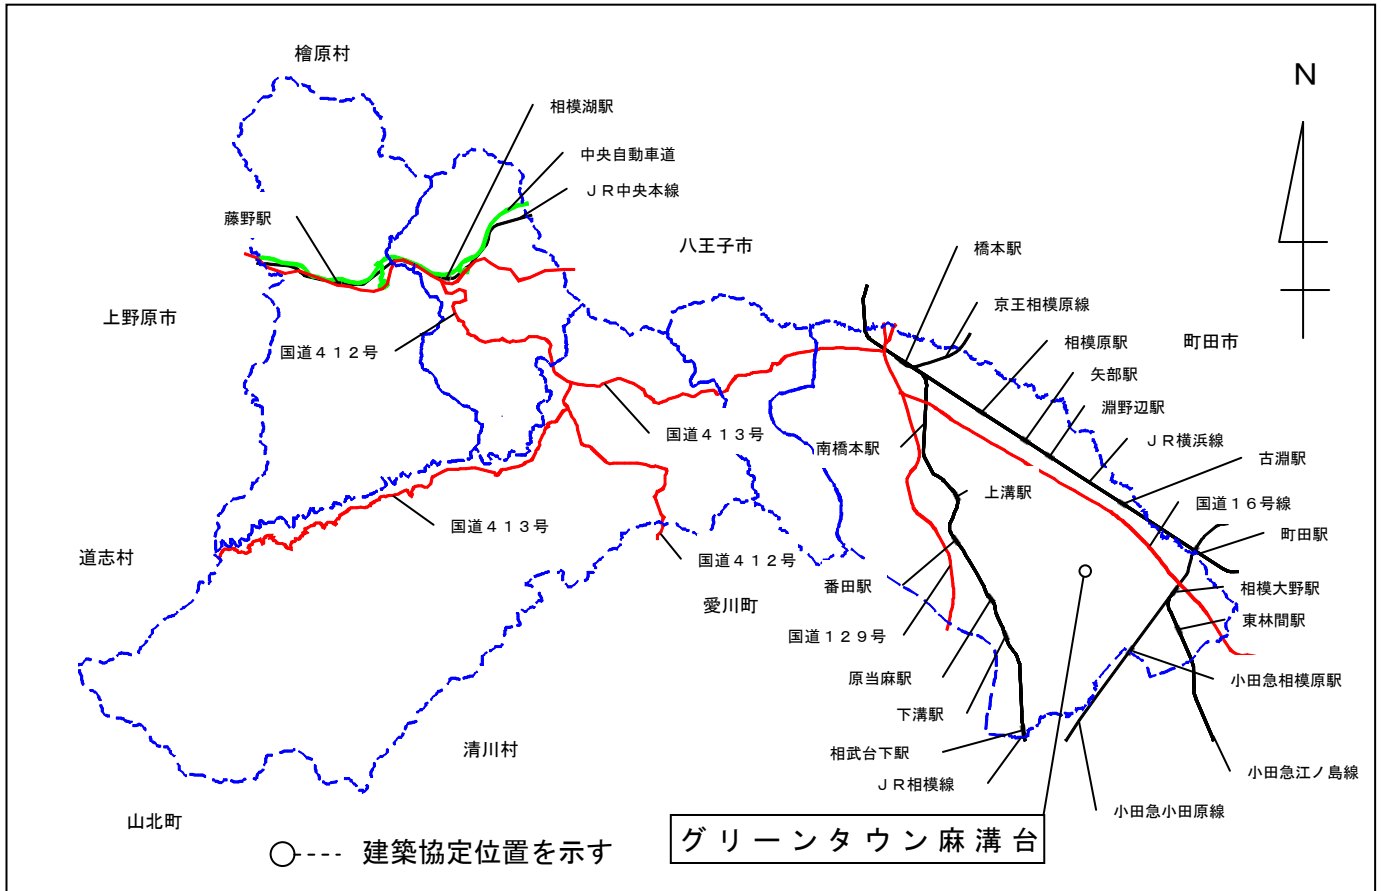 檜原村
N
相模湖駅
中央自動車道
ＪＲ中央本線
藤野駅
八王子市
橋本駅
京王相模原線
上野原市
相模原駅
町田市
国道４１２号
矢部駅
淵野辺駅
国道４１３号
南橋本駅
ＪＲ横浜線
古淵駅
上溝駅
国道１６号線
国道４１３号
町田駅
道志村
国道４１２号
番田駅
相模大野駅
愛川町
東林間駅
国道１２９号
原当麻駅
小田急相模原駅
下溝駅
清川村
相武台下駅
小田急江ノ島線
ＪＲ相模線
小田急小田原線
山北町
グリーンタウン麻溝台
建築協定位置を示す